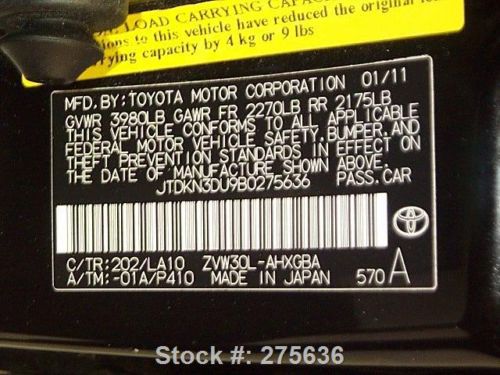 LOAD CARRYING CAPACITY
ions to this vehicle have reduced the original
rrying capacity by 4 kg or 9 lbs
MFD. BY: TOYOTA MOTOR CORPORATION 01/11
GVWR 3980LB GAWR FR 2270LB RR 2175LB
THIS VEHICLE CONFORMS TO ALL APPLICABLE
FEDERAL MOTOR VEHICLE SAFETY, BUMPER, AND
THEFT PREVENTION STANDARDS IN EFFECT ON
THE DATE OF MANUFACTURE SHOWN ABOVE.
JTDKN3DU9B0275636 PASS.CAR
C/TR:202/LA10 ZVW30L-AHXGBA
A/TM:-01A/P410 MADE IN JAPAN 570 A
Stock #: 275636